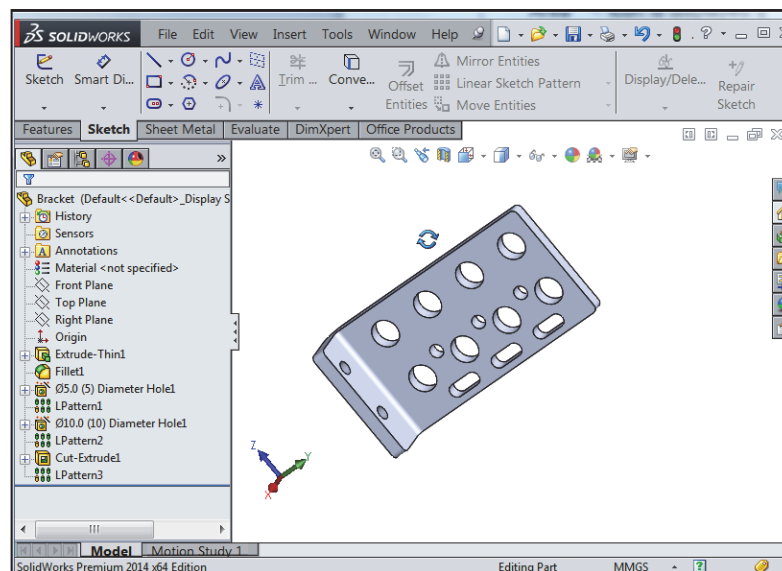 SOLIDWORKS File Edit View Insert Tools Window Help
Sketch Smart Di... Trim ... Conve... Offset Entities Mirror Entities Linear Sketch Pattern Move Entities Display/Dele... Repair Sketch
Features Sketch Sheet Metal Evaluate DimXpert Office Products
Bracket (Default<<Default>_Display S
History
Sensors
A Annotations
Material <not specified>
Front Plane
Top Plane
Right Plane
Origin
Extrude-Thin1
Fillet1
Ø5.0 (5) Diameter Hole1
LPattern1
Ø10.0 (10) Diameter Hole1
LPattern2
Cut-Extrude1
LPattern3
Z Y X
Model Motion Study 1
SolidWorks Premium 2014 x64 Edition Editing Part MMGS